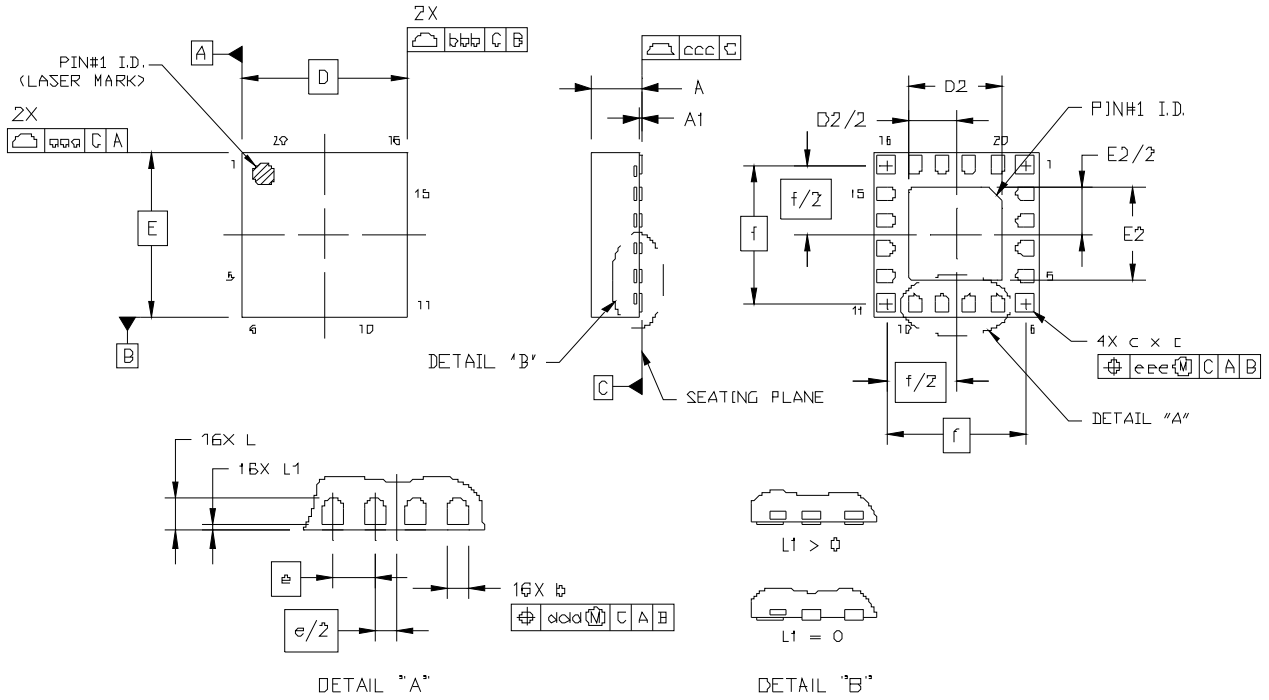 2X
bbb C B
A
D
PIN#1 I.D.
(LASER MARK)
2X
aaa C A
20
16
1
15
E
5
11
6
10
B
ccc C
A
A1
DETAIL "B"
C
SEATING PLANE
D2
D2/2
PIN#1 I.D.
16
20
1
E2/2
15
f/2
f
E2
5
11
10
6
4X c x c
eee M C A B
f/2
f
DETAIL "A"
16X L
16X L1
e
e/2
16X b
ddd M C A B
DETAIL "A"
L1 > 0
L1 = 0
DETAIL "B"